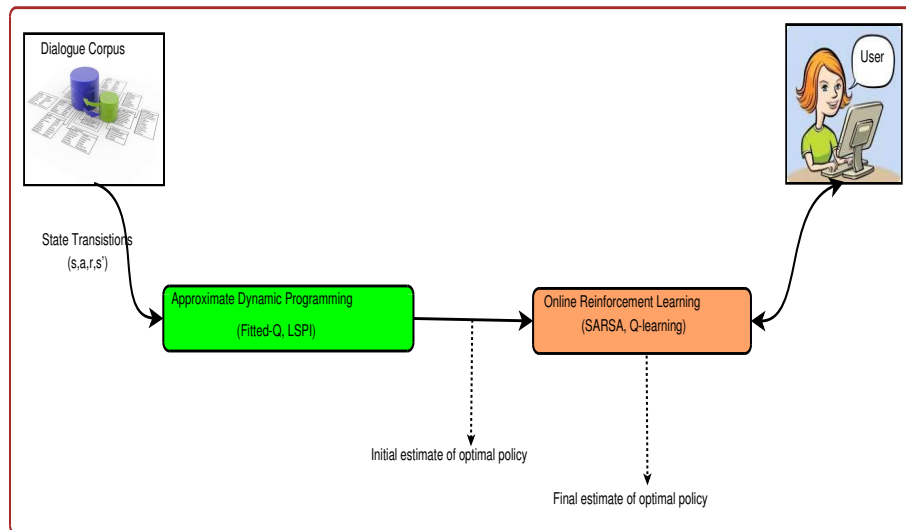 Dialogue Corpus
User
State Transistions
(s,a,r,s')
Approximate Dynamic Programming
(Fitted-Q, LSPI)
Online Reinforcement Learning
(SARSA, Q-learning)
Initial estimate of optimal policy
Final estimate of optimal policy